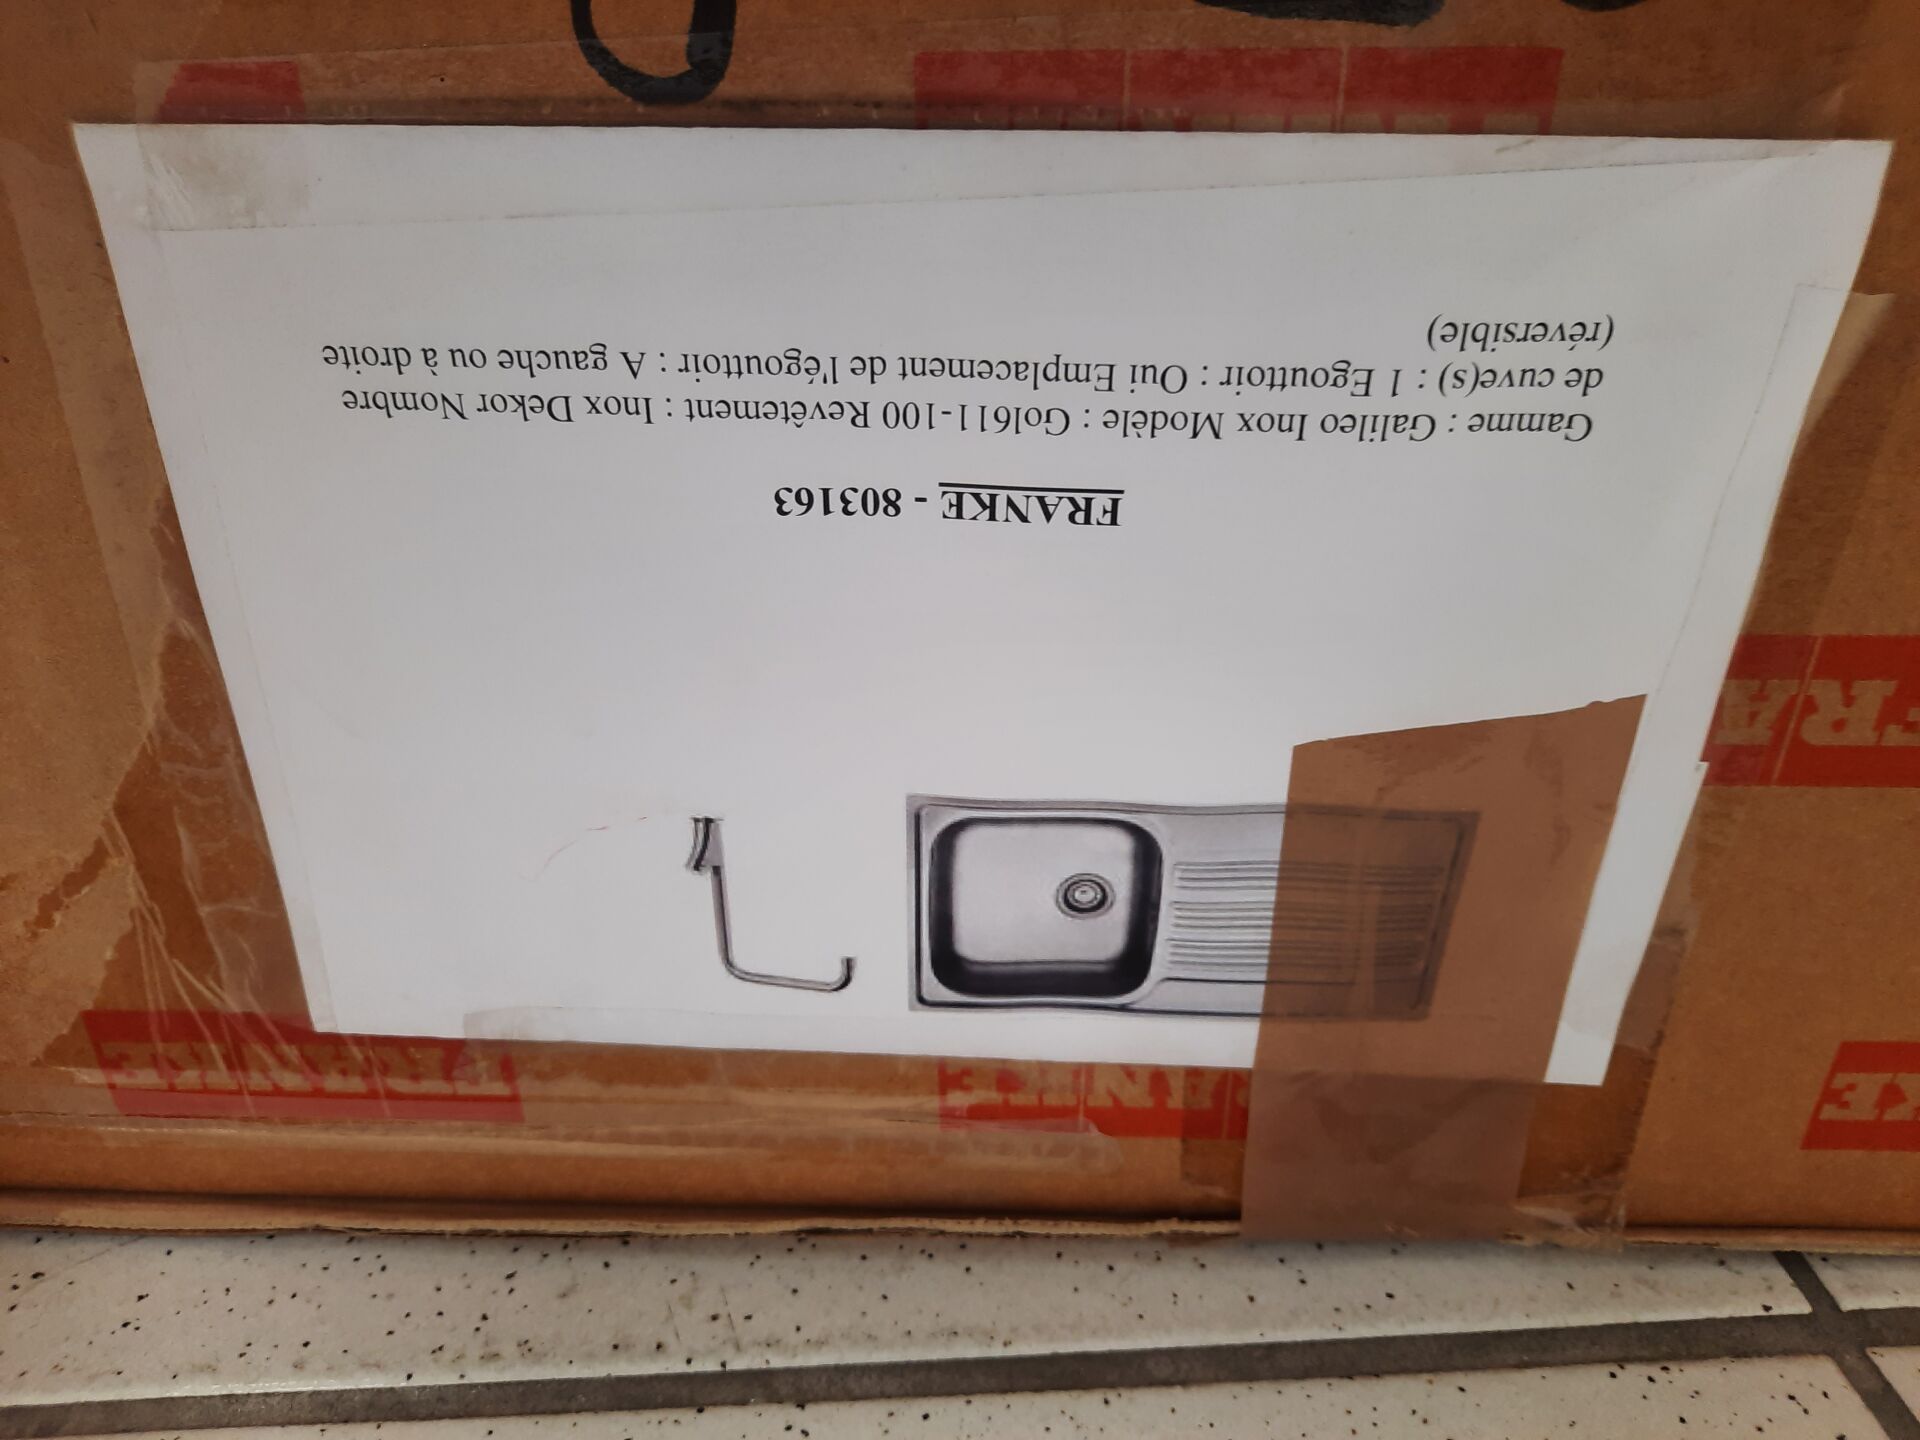 FRANKE - 803163
Gamme : Galileo Inox Modèle : Gol611-100 Revêtement : Inox Dekor Nombre
de cuve(s) : 1 Egouttoir : Oui Emplacement de l'égouttoir : A gauche ou à droite
(réversible)
FRANKE